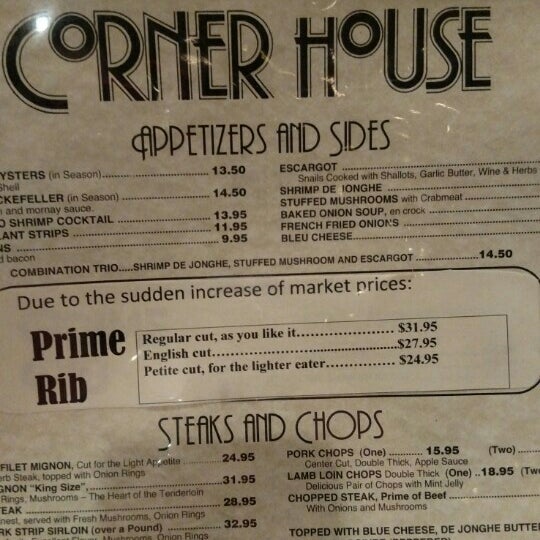 CORNER HOUSE
APPETIZERS AND SIDES
YSTERS (in Season) 13.50
Shell
CKEFELLER (in Season) 14.50
h and mornay sauce.
O SHRIMP COCKTAIL 13.95
LANT STRIPS 11.95
NS 9.95
d bacon
ESCARGOT
Snails Cooked with Shallots, Garlic Butter, Wine & Herbs
SHRIMP DE JONGHE
STUFFED MUSHROOMS with Crabmeat
BAKED ONION SOUP, en crock
FRENCH FRIED ONIONS
BLEU CHEESE
COMBINATION TRIO.....SHRIMP DE JONGHE, STUFFED MUSHROOM AND ESCARGOT 14.50
Due to the sudden increase of market prices:
Prime
Rib
Regular cut, as you like it $31.95
English cut $27.95
Petite cut, for the lighter eater $24.95
STEAKS AND CHOPS
FILET MIGNON, Cut for the Light Appetite 24.95
erb Steak, topped with Onion Rings
GNON "King Size", 31.95
Rings, Mushrooms – The Heart of the Tenderloin
TEAK 28.95
nest, served with Fresh Mushrooms, Onion Rings
RK STRIP SIRLOIN (over a Pound) 32.95
Mushrooms, Onion Rings
PORK CHOPS (One) 15.95 (Two)
Center Cut, Double Thick, Apple Sauce
LAMB LOIN CHOPS Double Thick (One) ..18.95 (Two
Delicious Pair of Chops with Mint Jelly
CHOPPED STEAK, Prime of Beef
With Onions and Mushrooms
TOPPED WITH BLUE CHEESE, DE JONGHE BUTTER